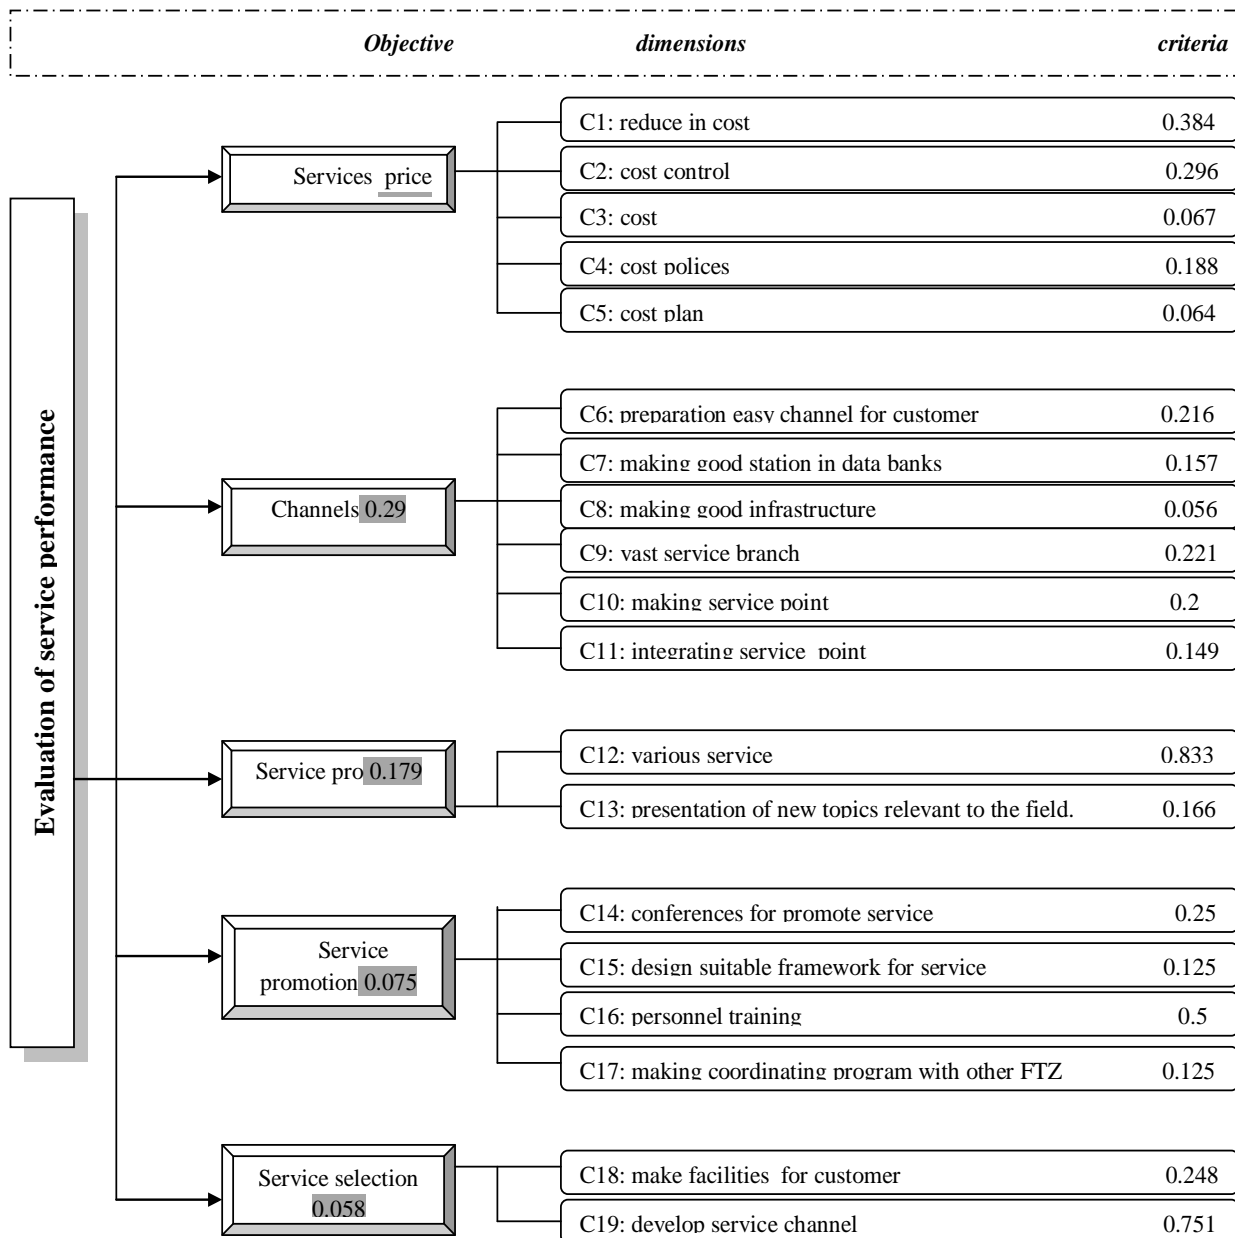 Objective dimensions criteria
Evaluation of service performance
Services price
C1: reduce in cost 0.384
C2: cost control 0.296
C3: cost 0.067
C4: cost polices 0.188
C5: cost plan 0.064
Channels 0.29
C6: preparation easy channel for customer 0.216
C7: making good station in data banks 0.157
C8: making good infrastructure 0.056
C9: vast service branch 0.221
C10: making service point 0.2
C11: integrating service point 0.149
Service pro 0.179
C12: various service 0.833
C13: presentation of new topics relevant to the field. 0.166
Service
promotion 0.075
C14: conferences for promote service 0.25
C15: design suitable framework for service 0.125
C16: personnel training 0.5
C17: making coordinating program with other FTZ 0.125
Service selection
0.058
C18: make facilities for customer 0.248
C19: develop service channel 0.751